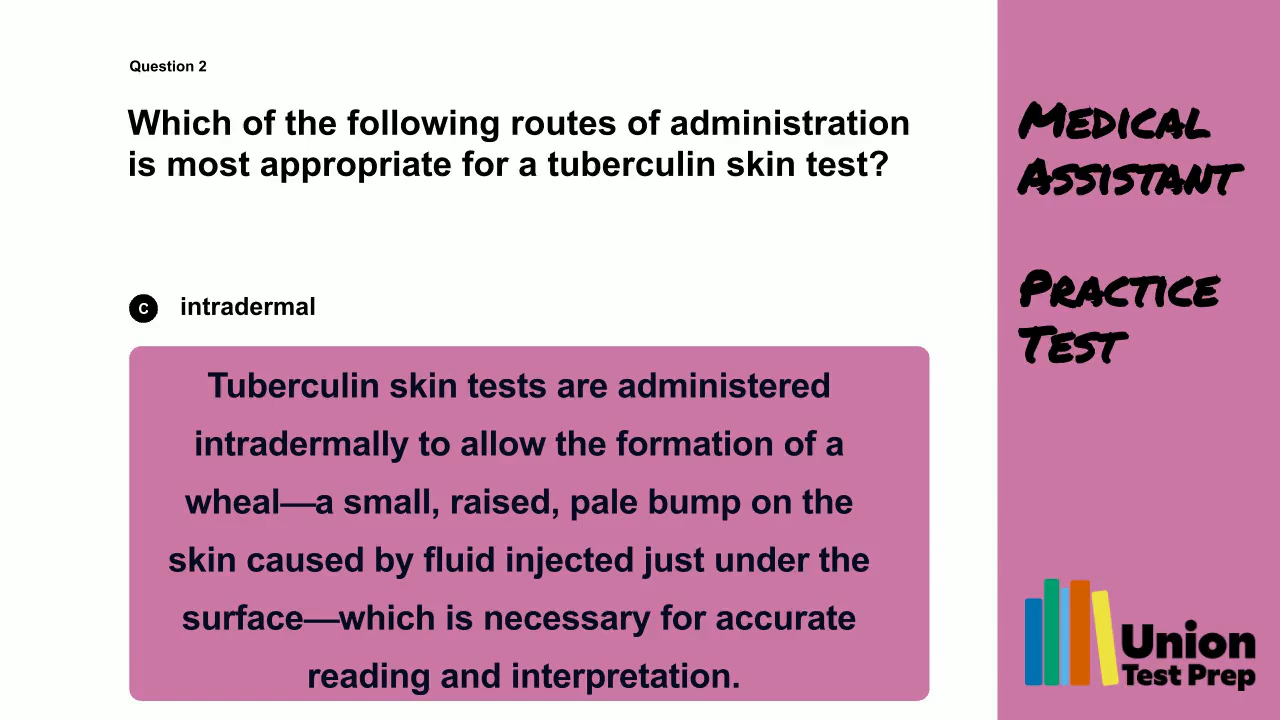 Question 2
Which of the following routes of administration
is most appropriate for a tuberculin skin test?
C intradermal
Tuberculin skin tests are administered
intradermally to allow the formation of a
wheal—a small, raised, pale bump on the
skin caused by fluid injected just under the
surface—which is necessary for accurate
reading and interpretation.
MEDICAL
ASSISTANT
PRACTICE
TEST
Union
Test Prep